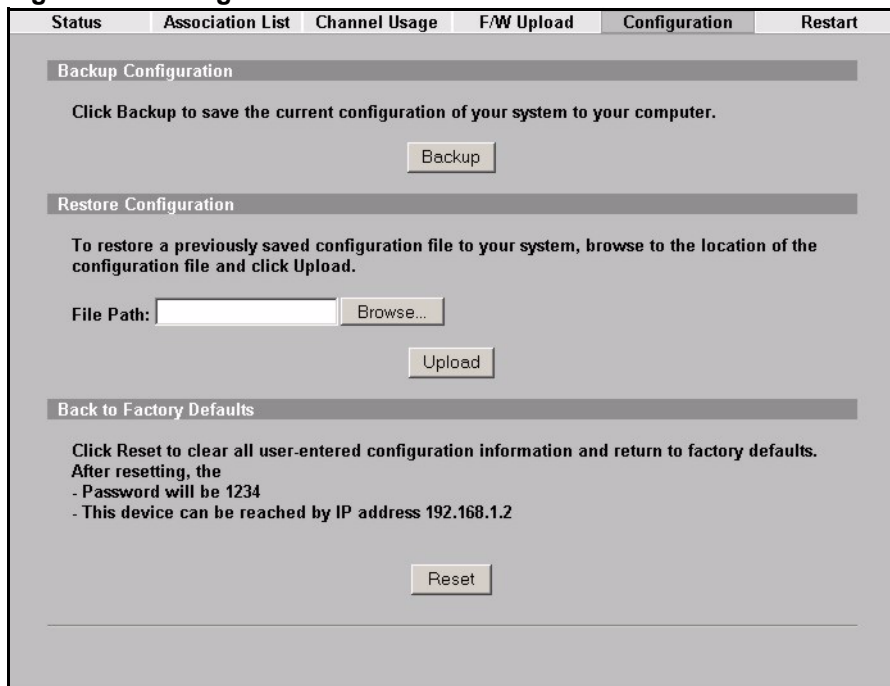 Status Association List Channel Usage F/W Upload Configuration Restart
Backup Configuration
Click Backup to save the current configuration of your system to your computer.
Backup
Restore Configuration
To restore a previously saved configuration file to your system, browse to the location of the
configuration file and click Upload.
File Path: Browse...
Upload
Back to Factory Defaults
Click Reset to clear all user-entered configuration information and return to factory defaults.
After resetting, the
- Password will be 1234
- This device can be reached by IP address 192.168.1.2
Reset